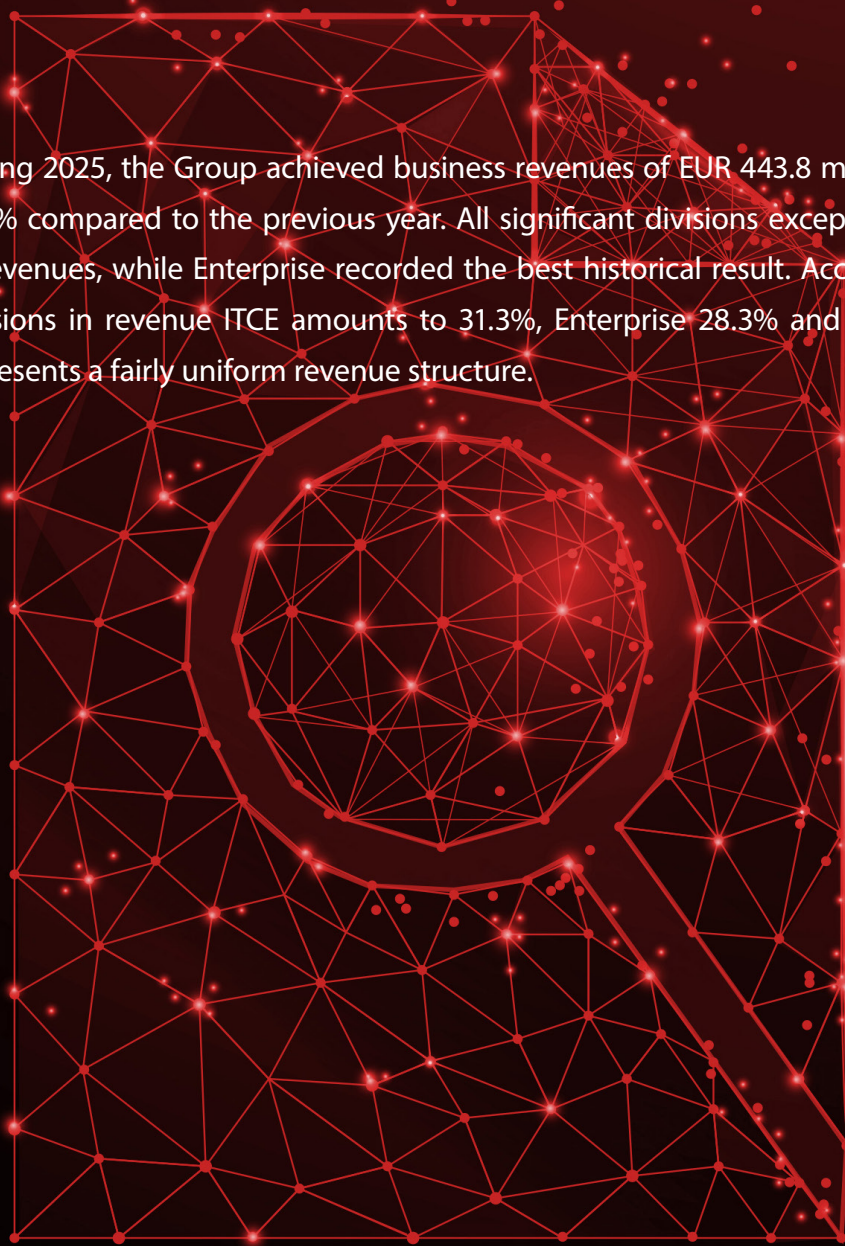 ng 2025, the Group achieved business revenues of EUR 443.8 m
% compared to the previous year. All significant divisions excep
evenues, while Enterprise recorded the best historical result. Acc
sions in revenue ITCE amounts to 31.3%, Enterprise 28.3% and
esents a fairly uniform revenue structure.